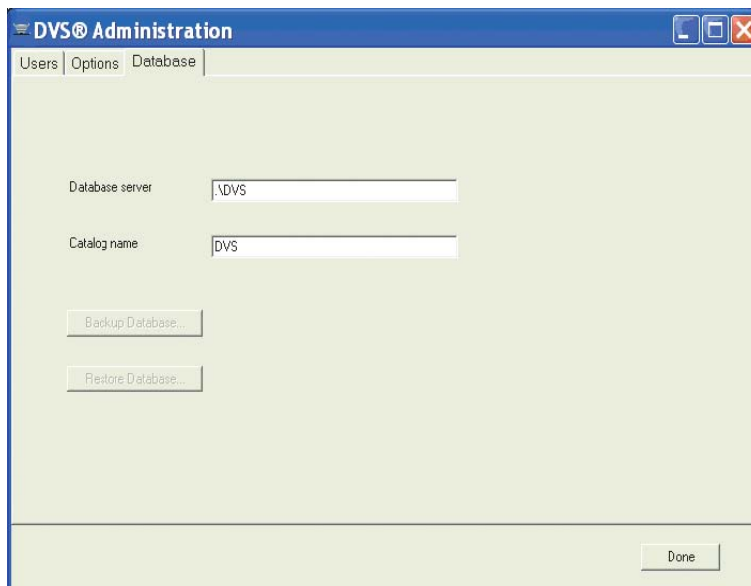 DVS® Administration
Users Options Database
Database server .\DVS
Catalog name DVS
Backup Database...
Restore Database...
Done